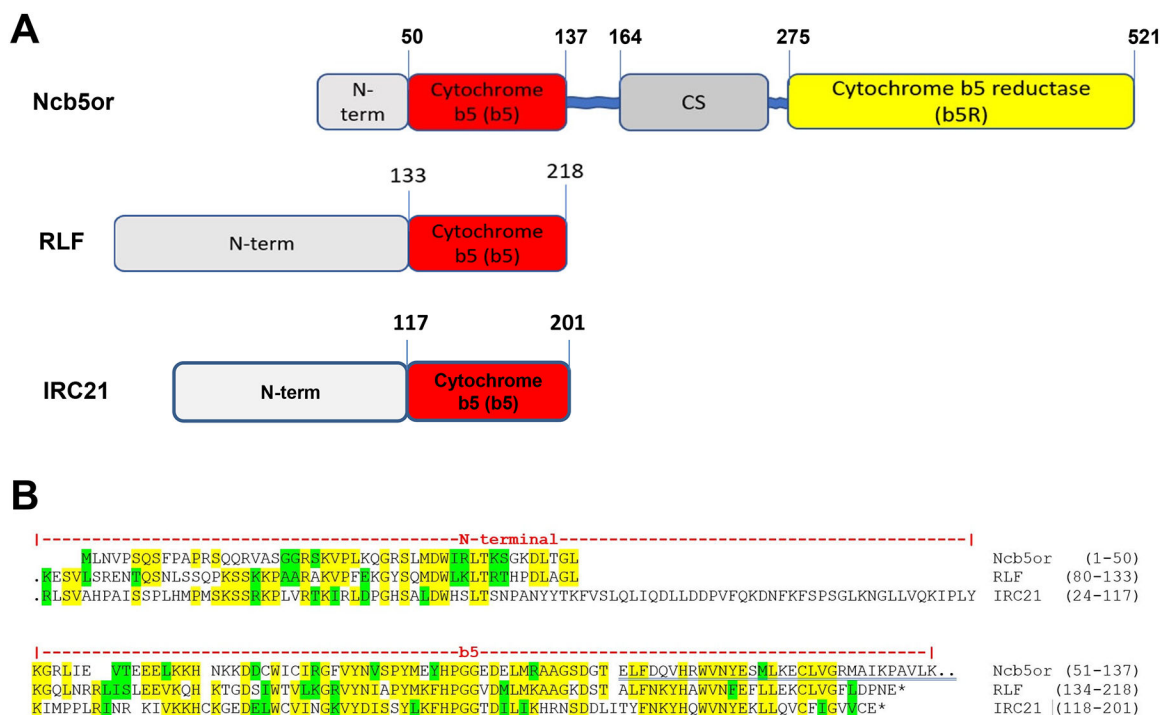 A
50 137 164 275 521
Ncb5or
N-term
Cytochrome b5 (b5)
CS
Cytochrome b5 reductase (b5R)
133 218
RLF
N-term
Cytochrome b5 (b5)
117 201
IRC21
N-term
Cytochrome b5 (b5)
B
|-----------------------------------N-terminal-----------------------------------|
MLNVPSQSFPAPRSQQRVASGGRSKVPLKQGRSLMDWIRLTKSGKDLTGL Ncb5or (1-50)
.KESVLSRENTQSNLSSQPKSSKKPAARAKVPFEKGYSQMDWLKLTRTHPDLAGL RLF (80-133)
.RLSVAHPAISSPLHMPMSKSSRKPLVRTKIRLDPGHSALDWHSLTSNPANYYTKFVSLQLIQDLLDDPVFQKDNFKFSPSGLKNGLLVQKIPLY IRC21 (24-117)
|-----------------------------------b5-----------------------------------|
KGRLIE VTEEELKKH NKKDDCWICIRGFVYNVSPYMEYHPGGEDELMRAAGSDGT ELFDQVHRWVNYESMLKECLVGRMAIKPAVLK.. Ncb5or (51-137)
KGQLNRRLISLEEVKQH KTGDSIWTVLKGRVYNIAPYMKFHPGGVDMLMKAAGKDST ALFNKYHAWVNFEFLLEKCLVGFLDPNE* RLF (134-218)
KIMPPLRINR KIVKKHCKGEDELWCVINGKVYDISSYLKFHPGGTDILIKHRNSDDLITYFNKYHQWVNYEKLLQVCFIGVVCE* IRC21 (118-201)